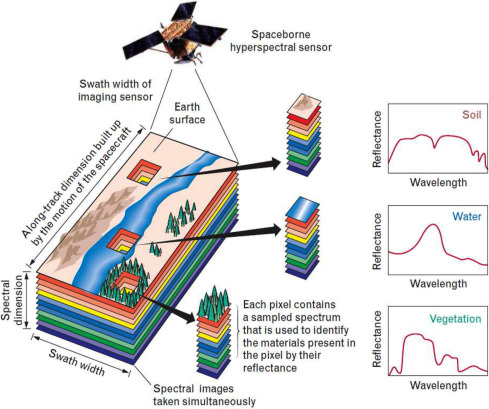 Spaceborne
hyperspectral sensor
Swath width of
imaging sensor
Earth
surface
Along-track dimension built up
by the motion of the spacecraft
Spectral
dimension
Swath width
Spectral images
taken simultaneously
Each pixel contains
a sampled spectrum
that is used to identify
the materials present in
the pixel by their
reflectance
Soil
Reflectance
Wavelength
Water
Reflectance
Wavelength
Vegetation
Reflectance
Wavelength